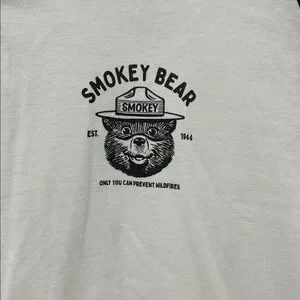 SMOKEY BEAR
SMOKEY
EST. 1944
ONLY YOU CAN PREVENT WILDFIRES